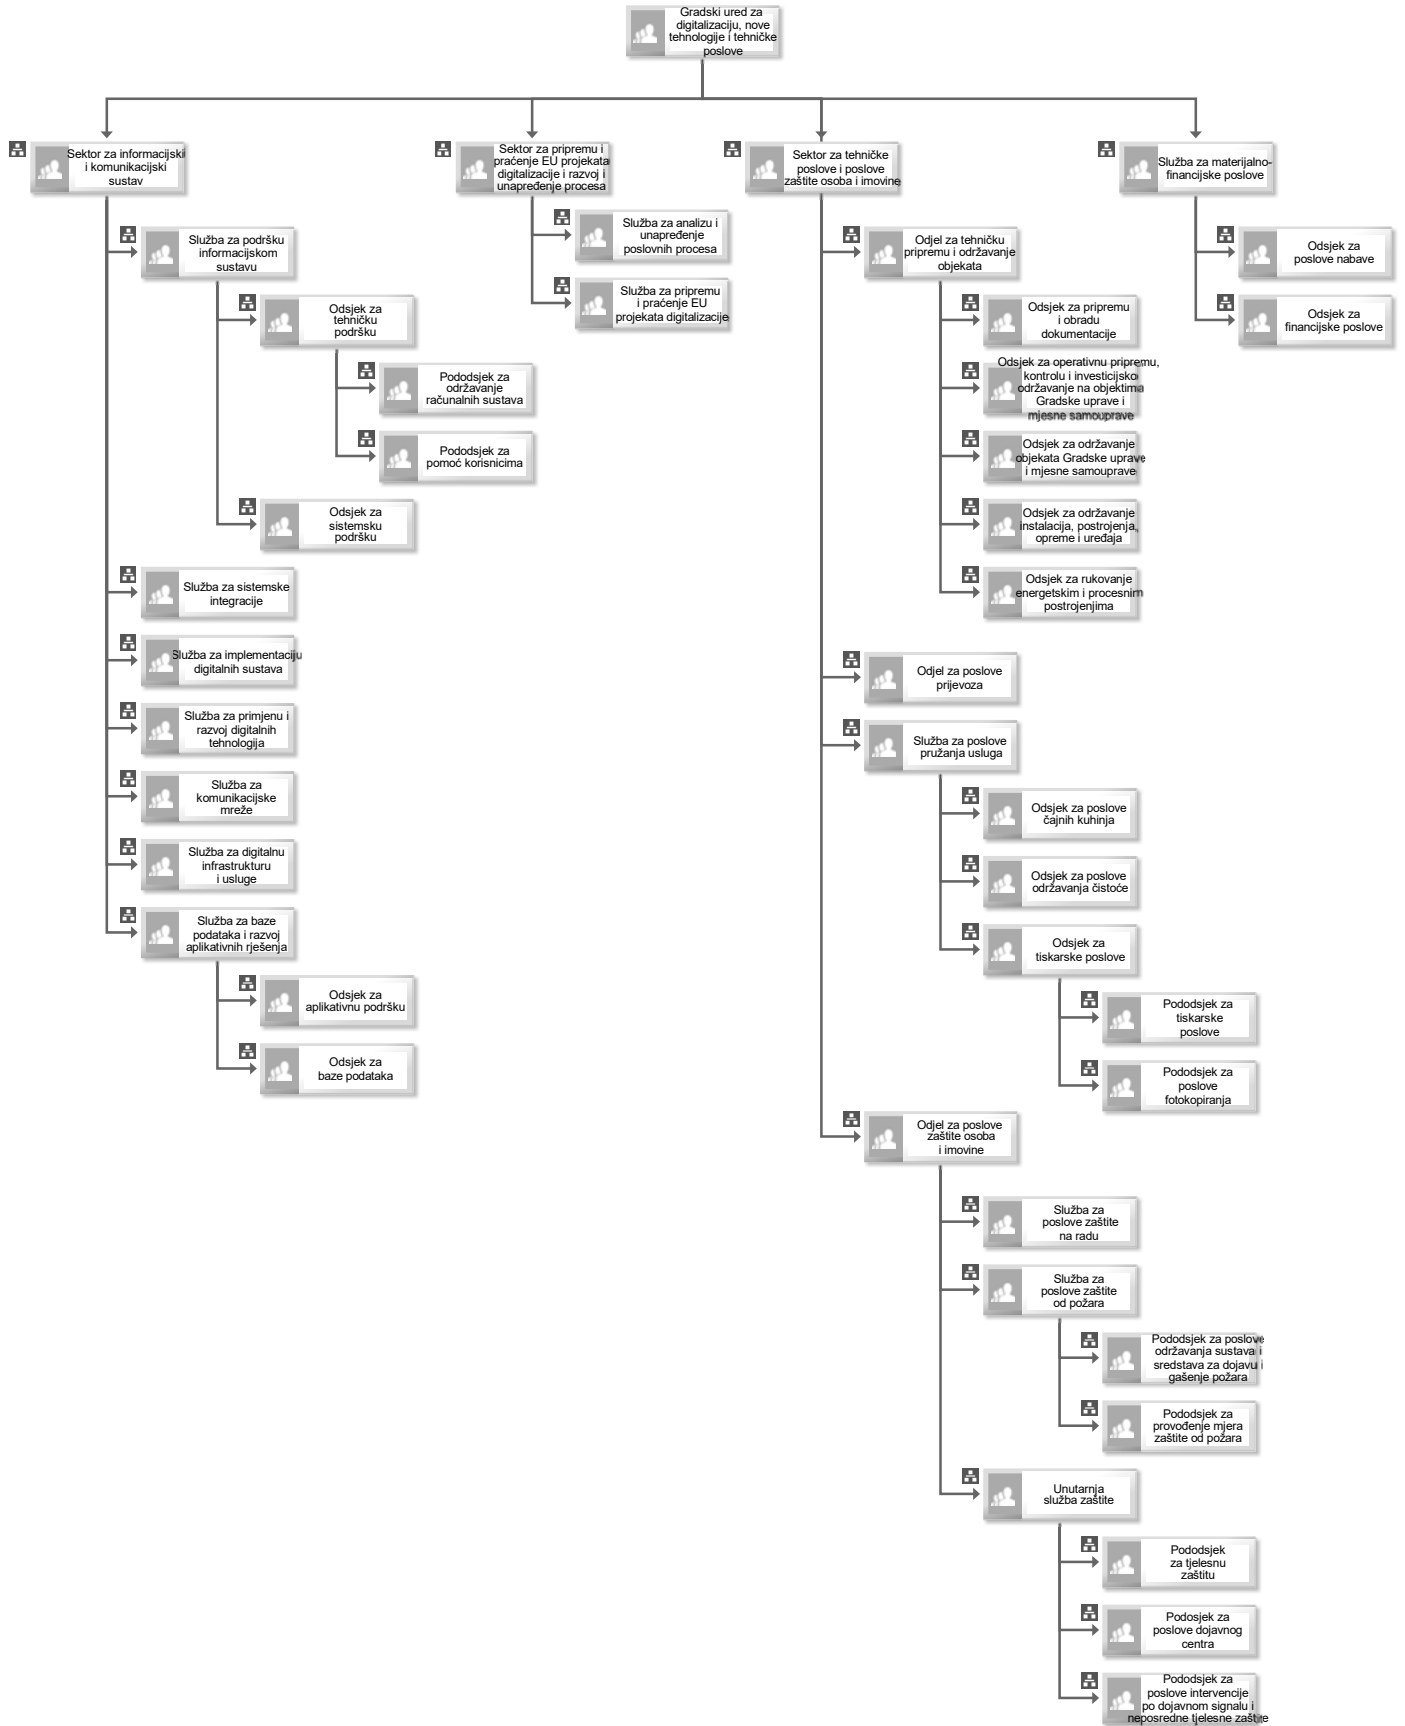 Gradski ured za
digitalizaciju, nove
tehnologije i tehničke
poslove
Sektor za informacijski
i komunikacijski
sustav
Sektor za pripremu i
praćenje EU projekata
digitalizacije i razvoj i
unapređenje procesa
Sektor za tehničke
poslove i poslove
zaštite osoba i imovine
Služba za materijalno-
financijske poslove
Služba za podršku
informacijskom
sustavu
Odsjek za
tehničku
podršku
Pododsjek za
održavanje
računalnih sustava
Pododsjek za
pomoć korisnicima
Odsjek za
sistemsku
podršku
Služba za sistemske
integracije
Služba za implementaciju
digitalnih sustava
Služba za primjenu i
razvoj digitalnih
tehnologija
Služba za
komunikacijske
mreže
Služba za digitalnu
infrastrukturu
i usluge
Služba za baze
podataka i razvoj
aplikativnih rješenja
Odsjek za
aplikativnu podršku
Odsjek za
baze podataka
Služba za analizu i
unapređenje
poslovnih procesa
Služba za pripremu
i praćenje EU
projekata digitalizacije
Odjel za tehničku
pripremu i održavanje
objekata
Odsjek za pripremu
i obradu
dokumentacije
Odsjek za operativnu pripremu,
kontrolu i investicijsko
održavanje na objektima
Gradske uprave i
mjesne samouprave
Odsjek za održavanje
objekata Gradske uprave
i mjesne samouprave
Odsjek za održavanje
instalacija, postrojenja,
opreme i uređaja
Odsjek za rukovanje
energetskim i procesnim
postrojenjima
Odjel za poslove
prijevoza
Služba za poslove
pružanja usluga
Odsjek za poslove
čajnih kuhinja
Odsjek za poslove
održavanja čistoće
Odsjek za
tiskarske poslove
Pododsjek za
tiskarske
poslove
Pododsjek za
poslove
fotokopiranja
Odjel za poslove
zaštite osoba
i imovine
Služba za
poslove zaštite
na radu
Služba za
poslove zaštite
od požara
Pododsjek za poslove
održavanja sustava i
sredstava za dojavu i
gašenje požara
Pododsjek za
provođenje mjera
zaštite od požara
Unutarnja
služba zaštite
Pododsjek
za tjelesnu
zaštitu
Podosjek za
poslove dojavnog
centra
Pododsjek za
poslove intervencije
po dojavnom signalu i
neposredne tjelesne zaštite
Odsjek za
poslove nabave
Odsjek za
financijske poslove